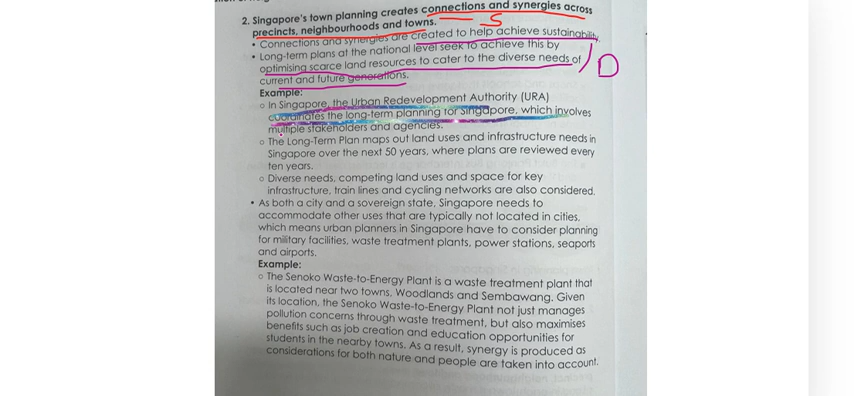 2. Singapore's town planning creates connections and synergies across
S
precincts, neighbourhoods and towns.
• Connections and synergies are created to help achieve sustainability.
• Long-term plans at the national level seek to achieve this by
optimising scarce land resources to cater to the diverse needs of
D
current and future generations.
Example:
o In Singapore, the Urban Redevelopment Authority (URA)
coordinates the long-term planning for Singapore, which involves
multiple stakeholders and agencies.
o The Long-Term Plan maps out land uses and infrastructure needs in
Singapore over the next 50 years, where plans are reviewed every
ten years.
o Diverse needs, competing land uses and space for key
infrastructure, train lines and cycling networks are also considered.
• As both a city and a sovereign state, Singapore needs to
accommodate other uses that are typically not located in cities,
which means urban planners in Singapore have to consider planning
for military facilities, waste treatment plants, power stations, seaports
and airports.
Example:
o The Senoko Waste-to-Energy Plant is a waste treatment plant that
is located near two towns, Woodlands and Sembawang. Given
its location, the Senoko Waste-to-Energy Plant not just manages
pollution concerns through waste treatment, but also maximises
benefits such as job creation and education opportunities for
students in the nearby towns. As a result, synergy is produced as
considerations for both nature and people are taken into account.